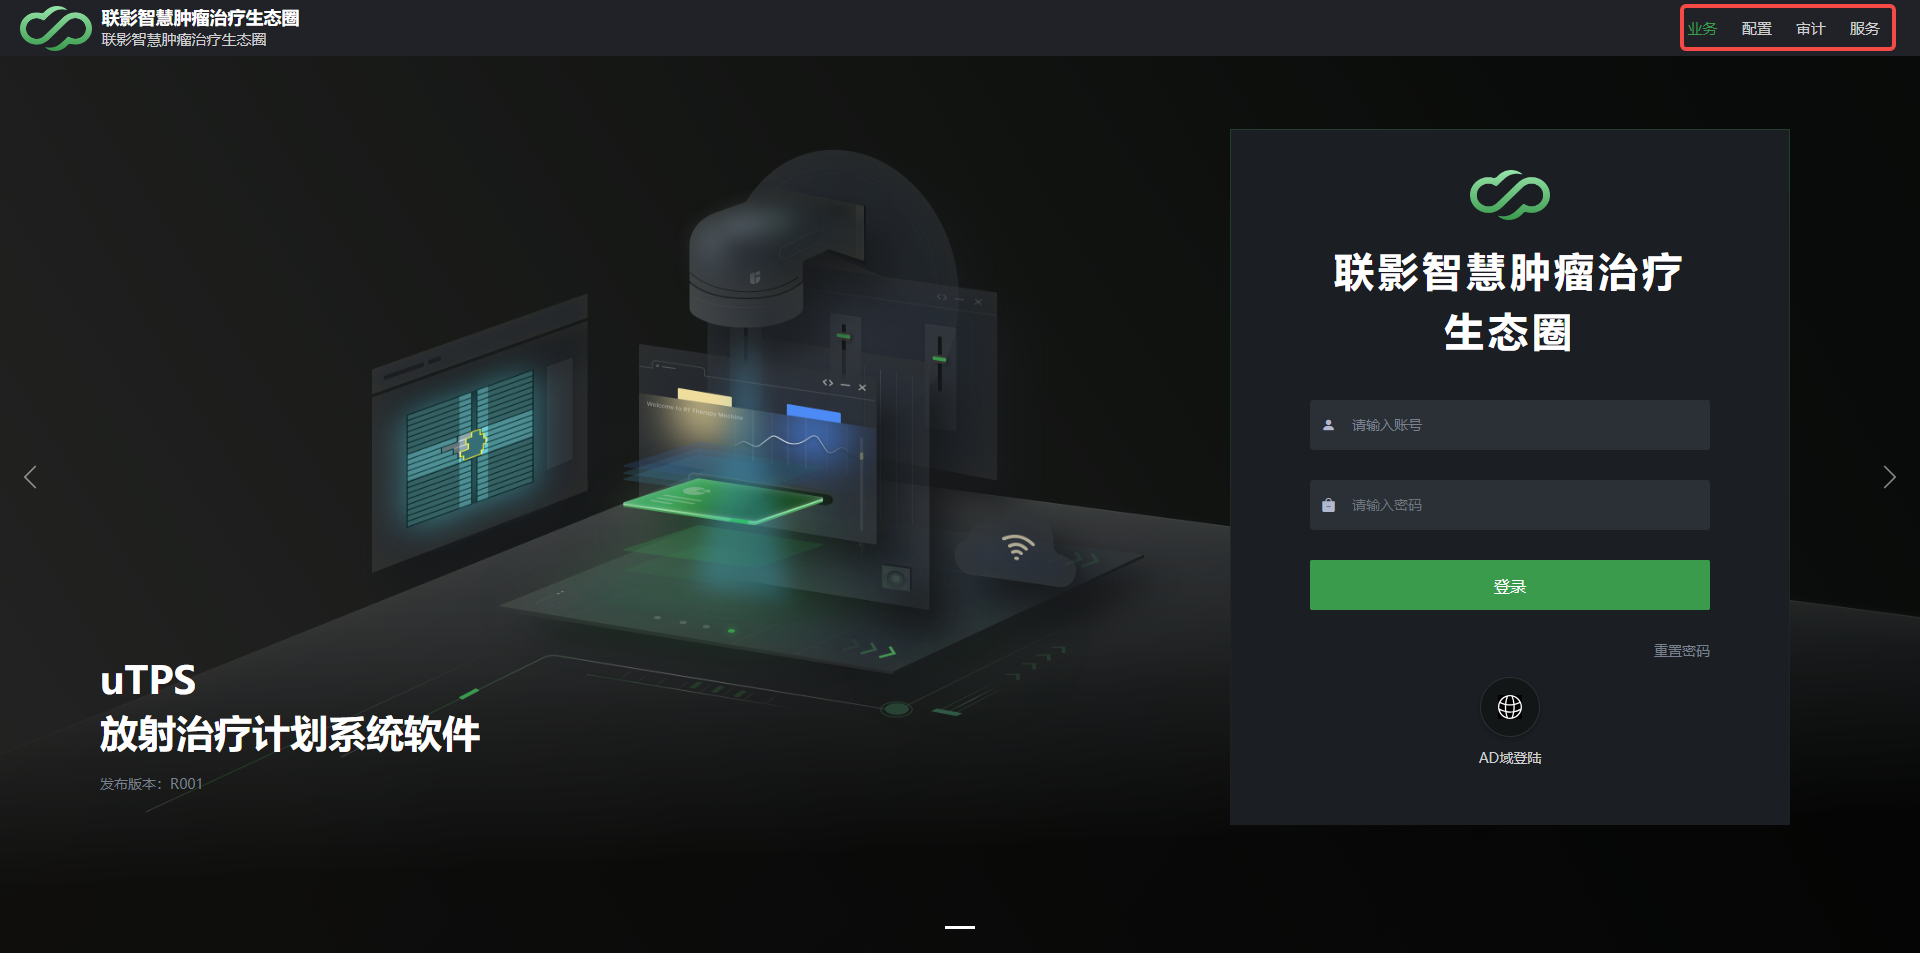 联影智慧肿瘤治疗生态圈
联影智慧肿瘤治疗生态圈
业务 配置 审计 服务
联影智慧肿瘤治疗
生态圈
请输入账号
请输入密码
登录
重置密码
AD域登陆
Welcome to RT Therapy Machine
uTPS
放射治疗计划系统软件
发布版本：R001